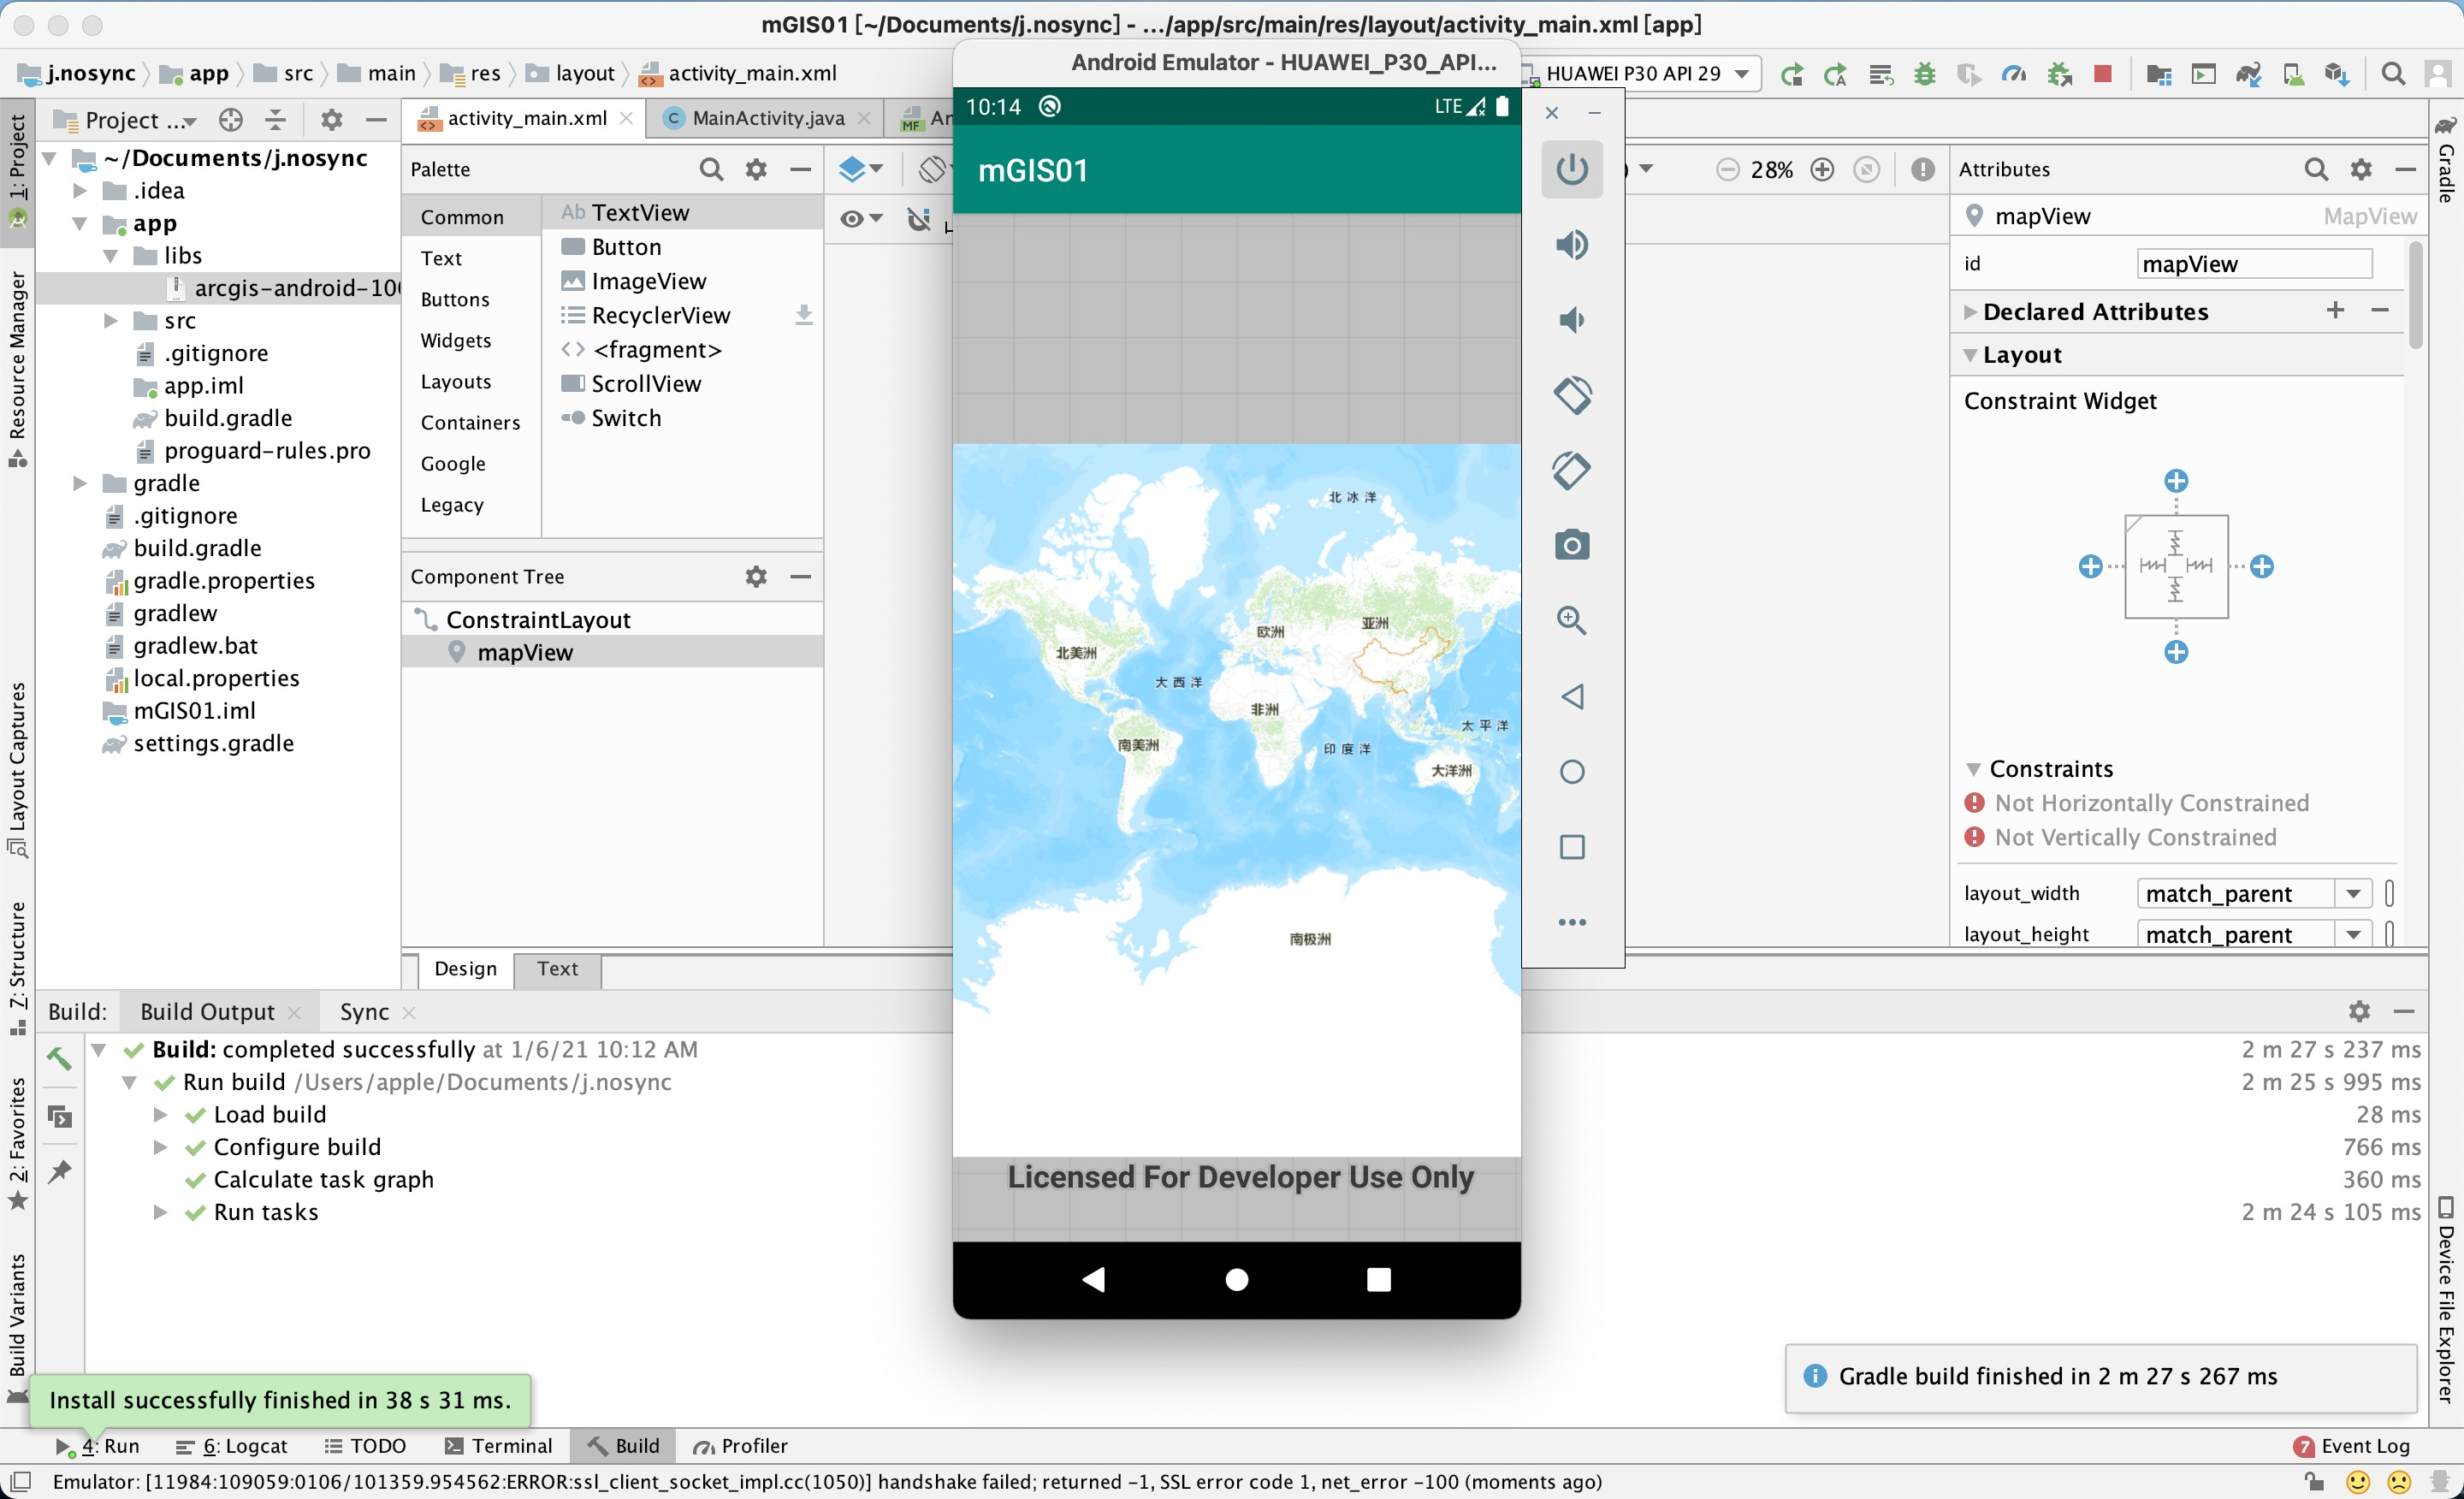 mGIS01 [~/Documents/j.nosync] - .../app/src/main/res/layout/activity_main.xml [app]
j.nosync
app
src
main
res
layout
activity_main.xml
HUAWEI P30 API 29
1: Project
Resource Manager
Layout Captures
7: Structure
2: Favorites
Build Variants
Project ...
~/Documents/j.nosync
.idea
app
libs
arcgis-android-10
src
.gitignore
app.iml
build.gradle
proguard-rules.pro
gradle
.gitignore
build.gradle
gradle.properties
gradlew
gradlew.bat
local.properties
mGIS01.iml
settings.gradle
activity_main.xml
MainActivity.java
MF
Palette
Common
Text
Buttons
Widgets
Layouts
Containers
Google
Legacy
Ab TextView
Button
ImageView
RecyclerView
<fragment>
ScrollView
Switch
Component Tree
ConstraintLayout
mapView
Design
Text
Android Emulator - HUAWEI_P30_API...
10:14
LTE
mGIS01
北冰洋
欧洲
亚洲
北美洲
大西洋
非洲
太平洋
南美洲
印度洋
大洋洲
南极洲
Licensed For Developer Use Only
28%
Attributes
mapView
MapView
id
mapView
Declared Attributes
Layout
Constraint Widget
Constraints
Not Horizontally Constrained
Not Vertically Constrained
layout_width
match_parent
layout_height
match_parent
Gradle
Device File Explorer
Build:
Build Output
Sync
Build: completed successfully at 1/6/21 10:12 AM
2 m 27 s 237 ms
Run build /Users/apple/Documents/j.nosync
2 m 25 s 995 ms
Load build
28 ms
Configure build
766 ms
Calculate task graph
360 ms
Run tasks
2 m 24 s 105 ms
Install successfully finished in 38 s 31 ms.
Gradle build finished in 2 m 27 s 267 ms
4: Run
6: Logcat
TODO
Terminal
Build
Profiler
7 Event Log
Emulator: [11984:109059:0106/101359.954562:ERROR:ssl_client_socket_impl.cc(1050)] handshake failed; returned -1, SSL error code 1, net_error -100 (moments ago)